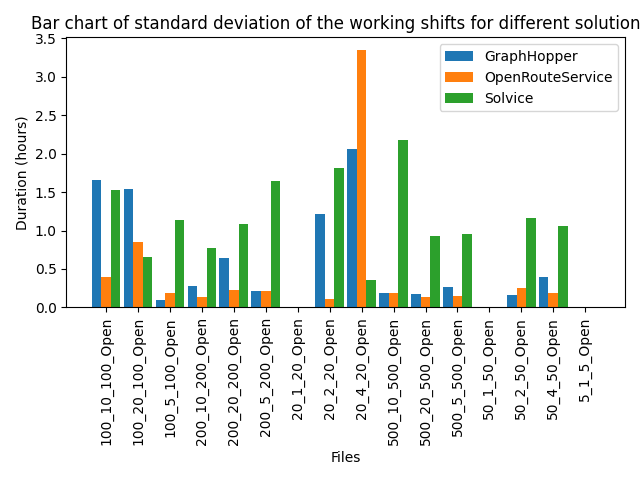 Bar chart of standard deviation of the working shifts for different solution
3.5
3.0
2.5
2.0
1.5
1.0
0.5
0.0
Duration (hours)
GraphHopper
OpenRouteService
Solvice
100_10_100_Open
100_20_100_Open
100_5_100_Open
200_10_200_Open
200_20_200_Open
200_5_200_Open
20_1_20_Open
20_2_20_Open
20_4_20_Open
500_10_500_Open
500_20_500_Open
500_5_500_Open
50_1_50_Open
50_2_50_Open
50_4_50_Open
5_1_5_Open
Files